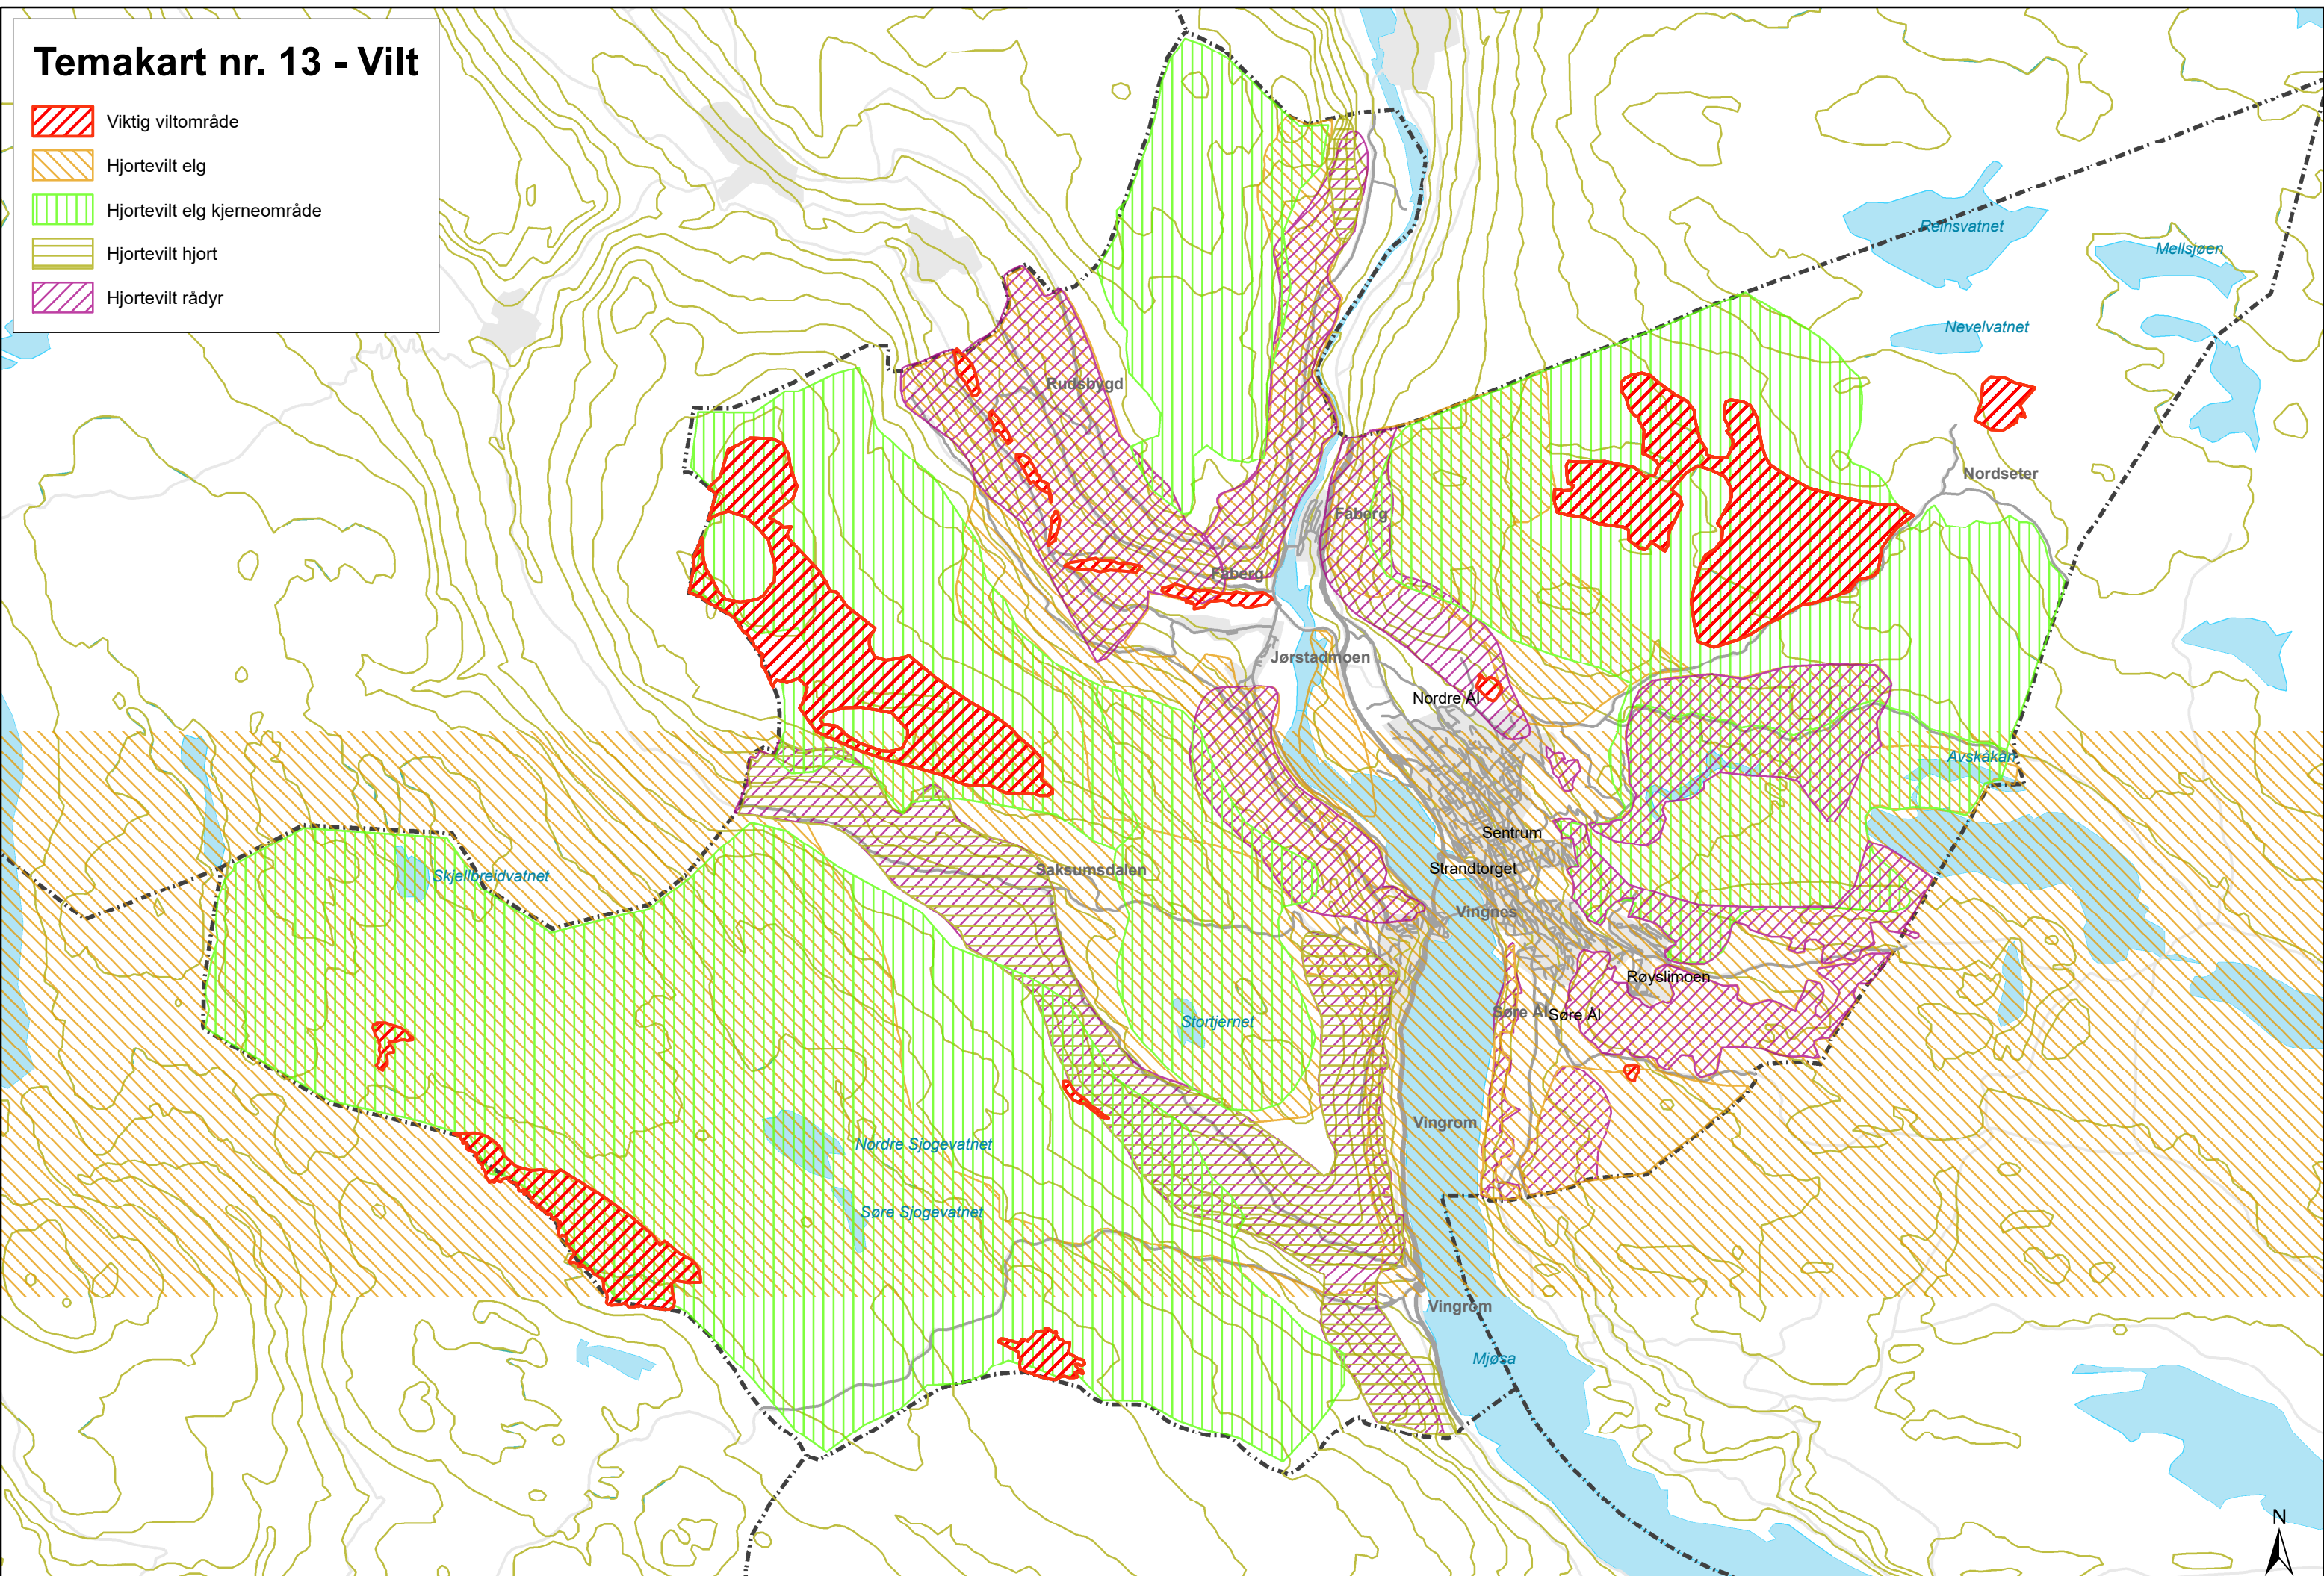 Temakart nr. 13 - Vilt
Viktig viltområde
Hjortevilt elg
Hjortevilt elg kjerneområde
Hjortevilt hjort
Hjortevilt rådyr
Reinsvatnet
Mellsjøen
Nevelvatnet
Rudsbygd
Nordseter
Fåberg
Fåberg
Jørstadmoen
Nordre Ål
Avskåkan
Sentrum
Strandtorget
Saksumsdalen
Skjellbreidvatnet
Vingnes
Røyslimoen
Stortjernet
Søre Ål
Søre Ål
Vingrom
Nordre Sjogevatnet
Søre Sjogevatnet
Vingrom
Mjøsa
N